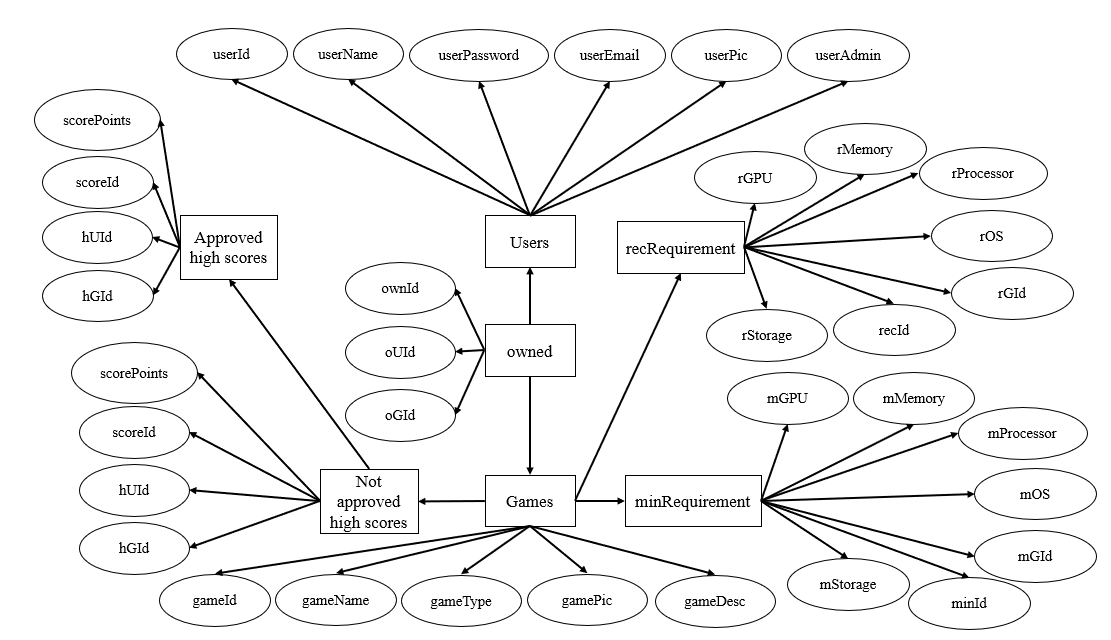 userId
userName
userPassword
userEmail
userPic
userAdmin
scorePoints
scoreId
hUId
hGId
Approved
high scores
Users
recRequirement
rGPU
rMemory
rProcessor
rOS
rGId
recId
rStorage
ownId
oUId
oGId
owned
scorePoints
scoreId
hUId
hGId
Not
approved
high scores
Games
minRequirement
mGPU
mMemory
mProcessor
mOS
mGId
minId
mStorage
gameId
gameName
gameType
gamePic
gameDesc